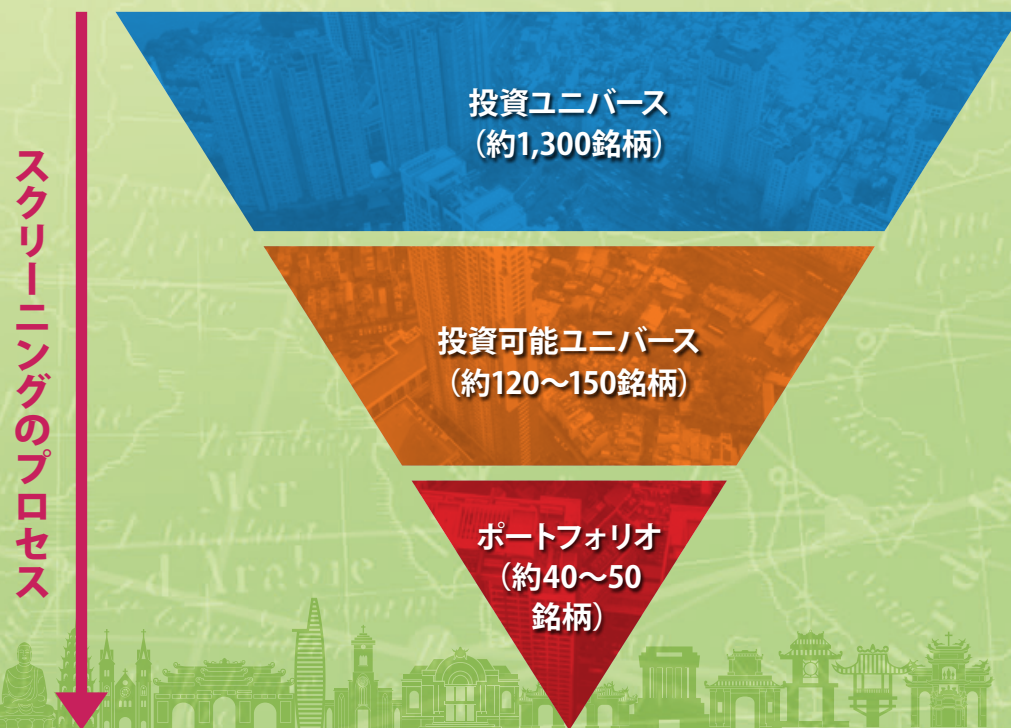 スクリーニングのプロセス
投資ユニバース
（約1,300銘柄）
投資可能ユニバース
（約120～150銘柄）
ポートフォリオ
（約40～50
銘柄）